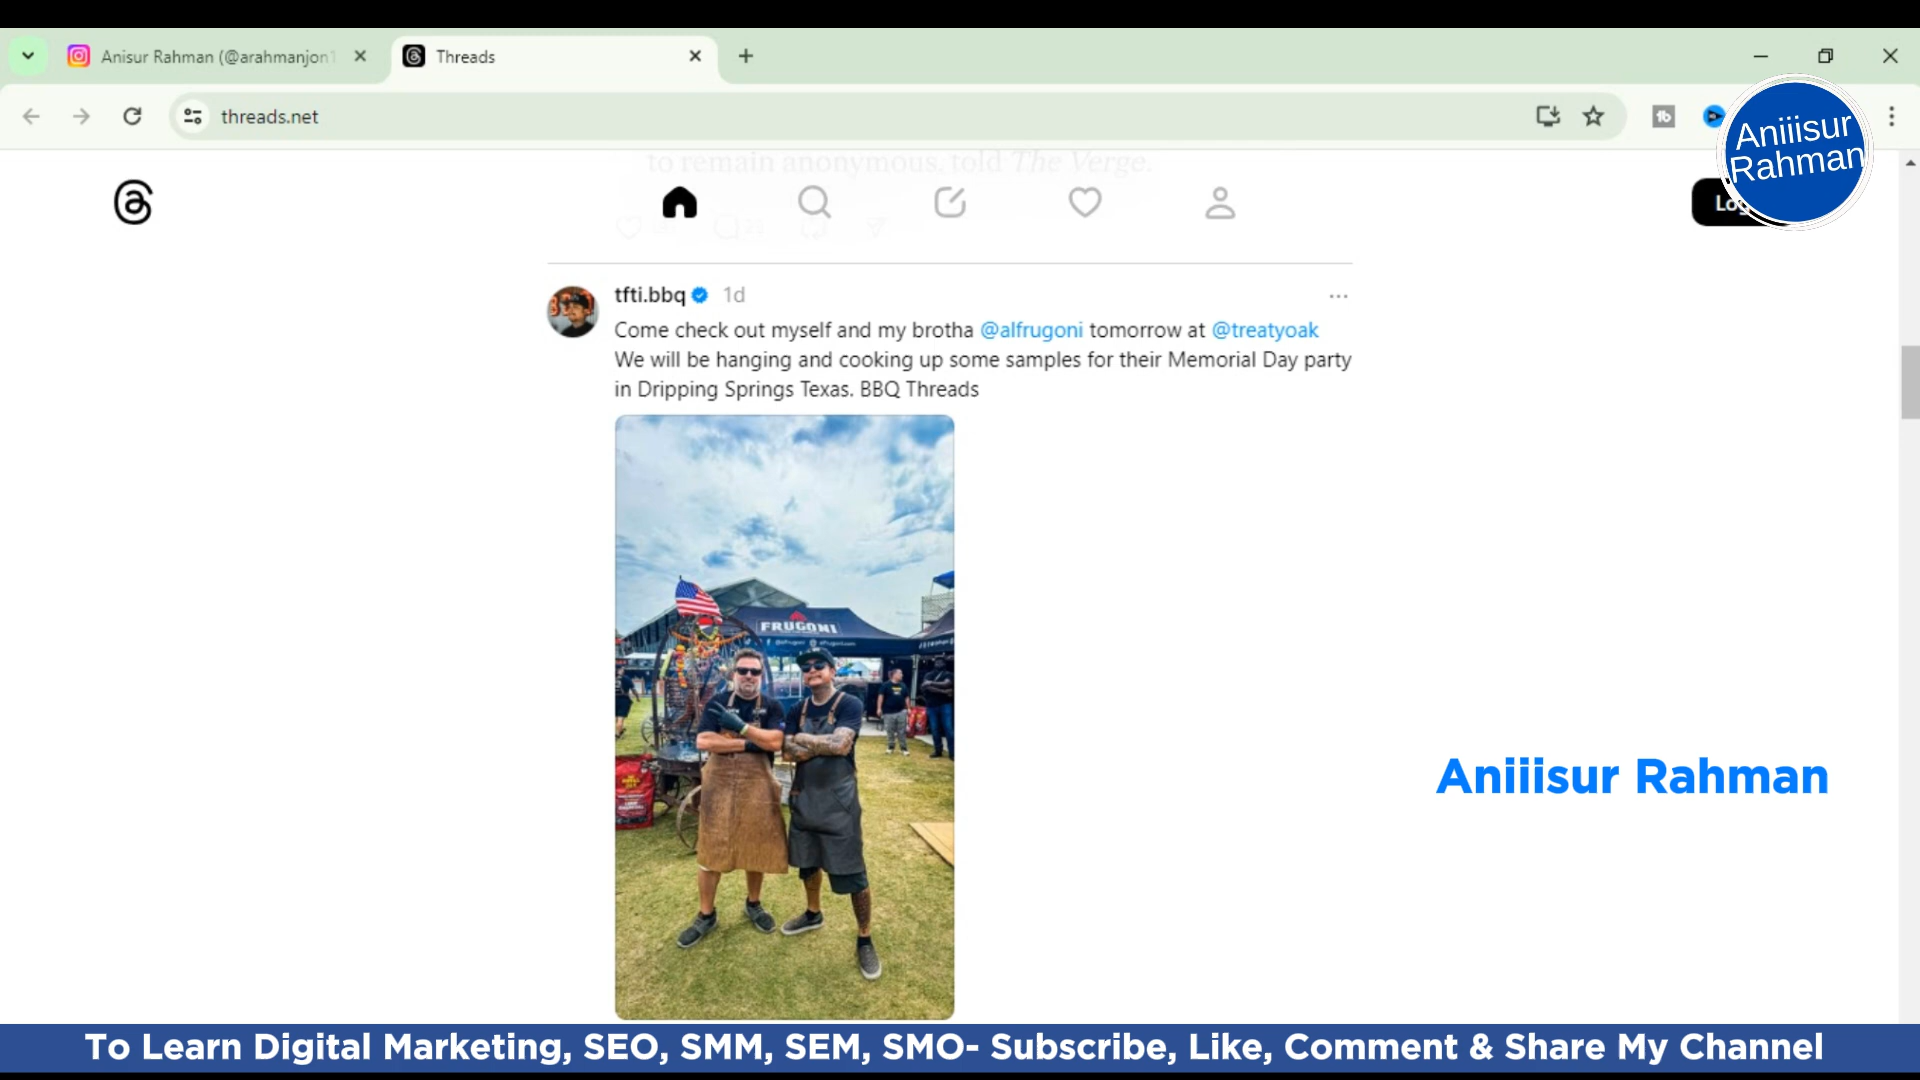 Anisur Rahman (@arahmanjon1
Threads
threads.net
Aniiisur
Rahman
to remain anonymous, told The Verge.
tfti.bbq 1d
Come check out myself and my brotha @alfrugoni tomorrow at @treatyoak
We will be hanging and cooking up some samples for their Memorial Day party
in Dripping Springs Texas. BBQ Threads
FRUGONI
Aniiisur Rahman
To Learn Digital Marketing, SEO, SMM, SEM, SMO- Subscribe, Like, Comment & Share My Channel